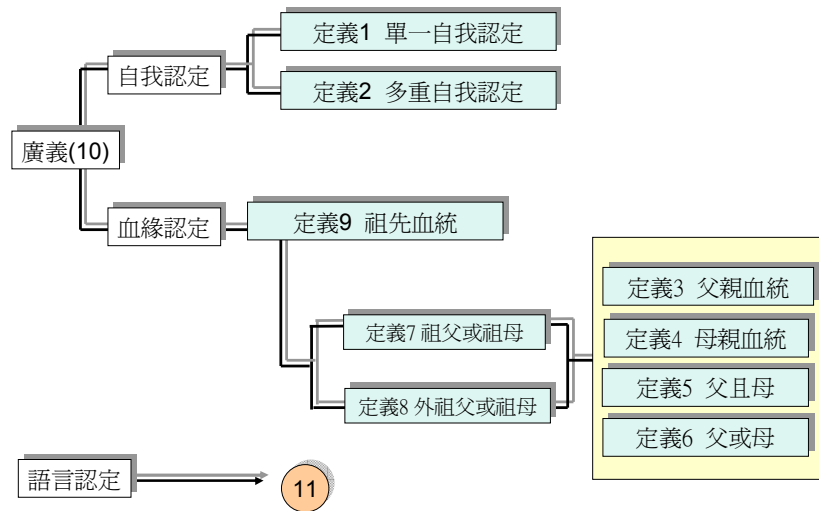 定義1 單一自我認定
自我認定
定義2 多重自我認定
廣義(10)
血緣認定
定義9 祖先血統
定義3 父親血統
定義7 祖父或祖母
定義4 母親血統
定義5 父且母
定義8 外祖父或祖母
定義6 父或母
語言認定
11